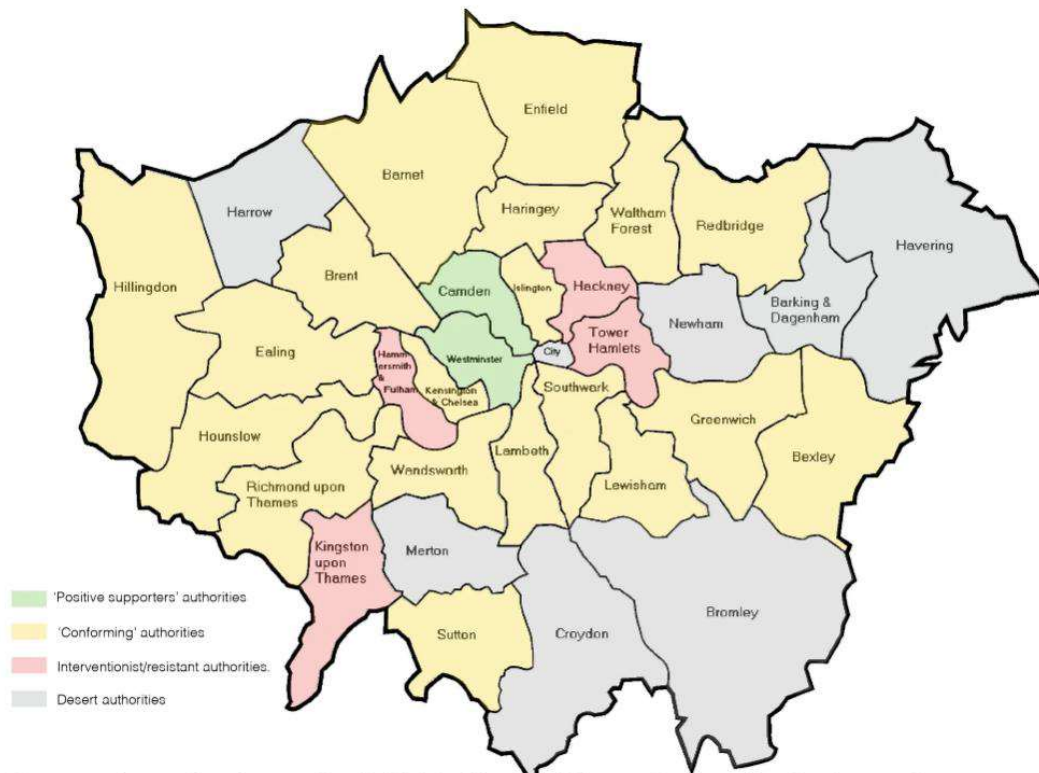 Enfield
Barnet
Harrow
Haringey
Waltham
Forest
Redbridge
Havering
Hillingdon
Brent
Camden
Islington
Hackney
Barking &
Dagenham
Newham
Tower
Hamlets
Ealing
Westminster
City
Hamm
ersmith
&
Fulham
Kensington
& Chelsea
Southwark
Greenwich
Hounslow
Lambeth
Bexley
Wandsworth
Richmond upon
Thames
Lewisham
Kingston
upon
Thames
Merton
Bromley
Sutton
Croydon
'Positive supporters' authorities
'Conforming' authorities
Interventionist/resistant authorities.
Desert authorities